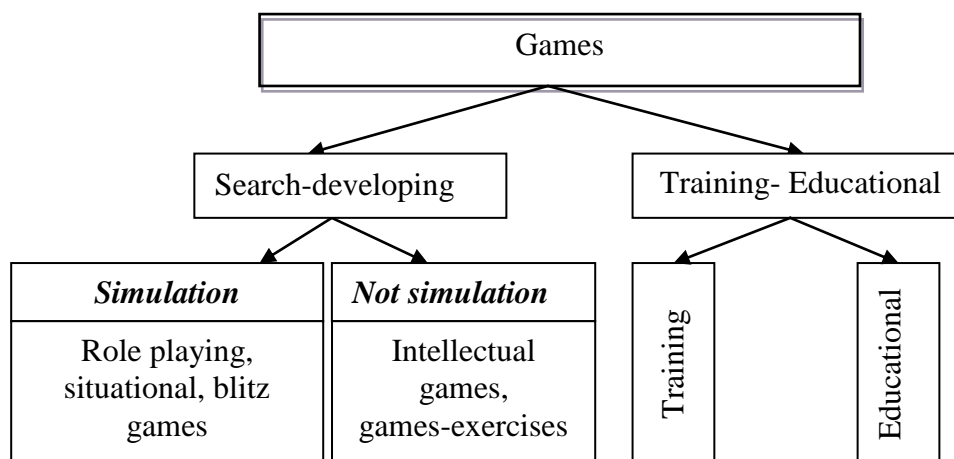 Games
Search-developing
Training- Educational
Simulation
Role playing,
situational, blitz
games
Not simulation
Intellectual
games,
games-exercises
Training
Educational